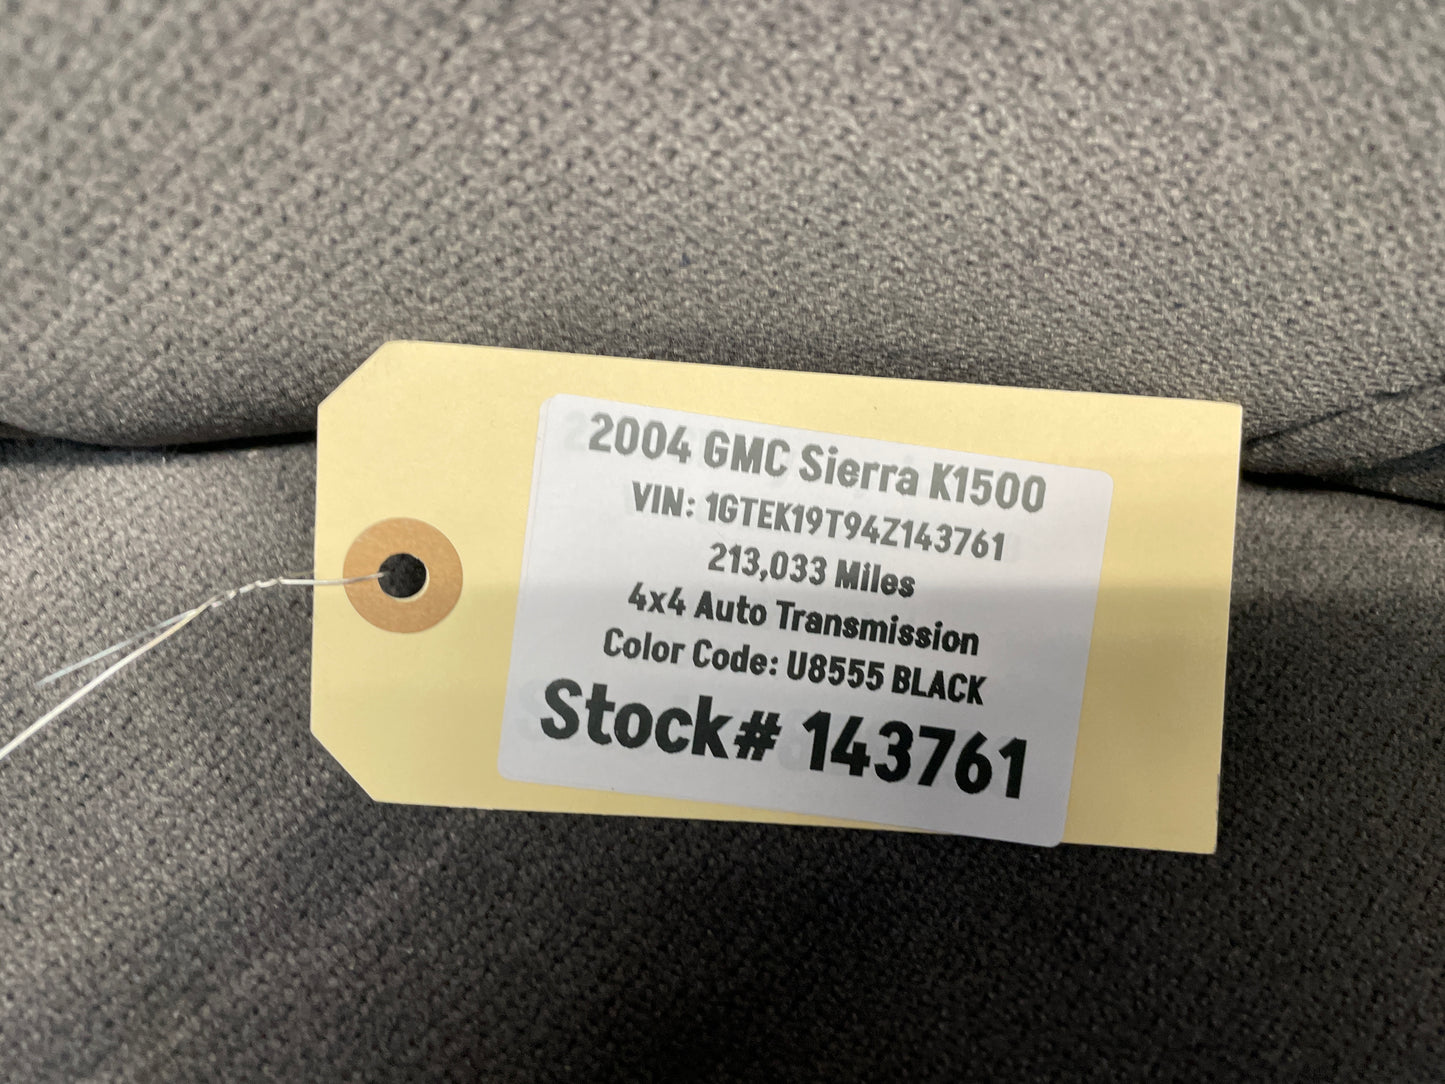 2004 GMC Sierra K1500
VIN: 1GTEK19T94Z143761
213,033 Miles
4x4 Auto Transmission
Color Code: U8555 BLACK
Stock# 143761